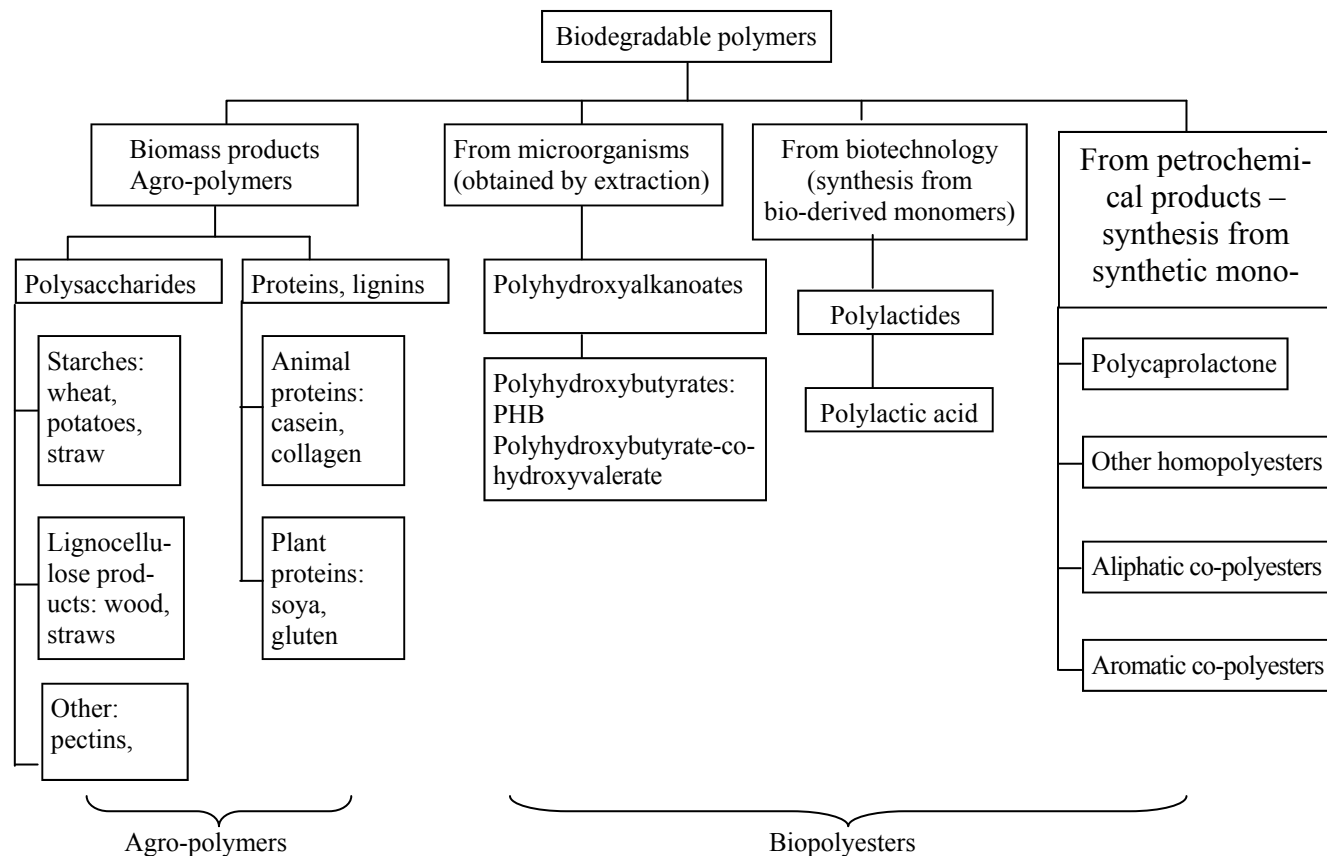 Biodegradable polymers
Biomass products
Agro-polymers
From microorganisms
(obtained by extraction)
From biotechnology
(synthesis from
bio-derived monomers)
From petrochemi-
cal products –
synthesis from
synthetic mono-
Polysaccharides
Proteins, lignins
Polyhydroxyalkanoates
Polylactides
Polycaprolactone
Starches:
wheat,
potatoes,
straw
Animal
proteins:
casein,
collagen
Polyhydroxybutyrates:
PHB
Polyhydroxybutyrate-co-
hydroxyvalerate
Polylactic acid
Other homopolyesters
Lignocellu-
lose prod-
ucts: wood,
straws
Plant
proteins:
soya,
gluten
Aliphatic co-polyesters
Aromatic co-polyesters
Other:
pectins,
Agro-polymers
Biopolyesters